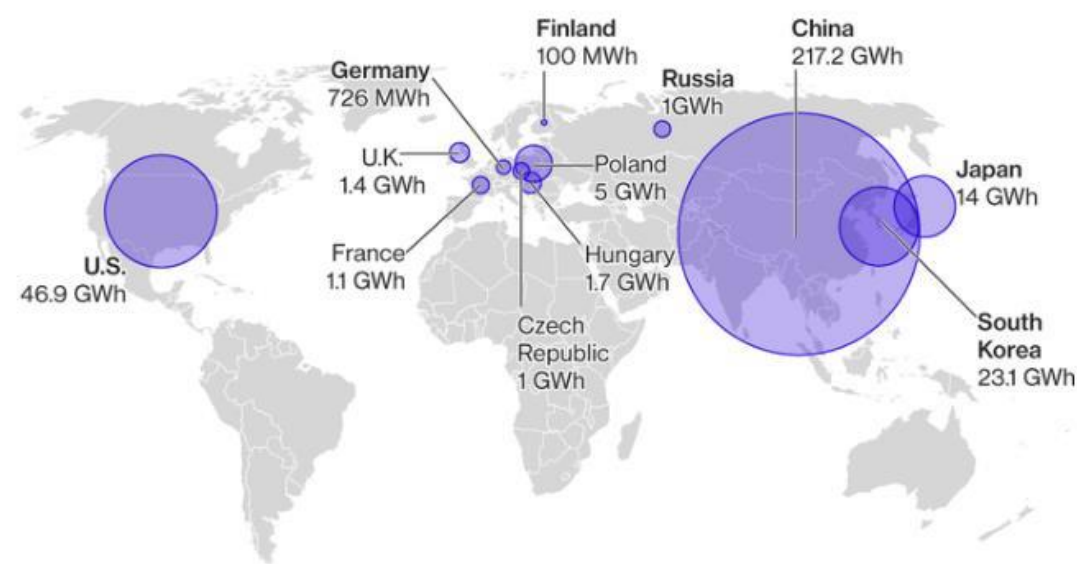 Finland
100 MWh
China
217.2 GWh
Germany
726 MWh
Russia
1GWh
U.K.
1.4 GWh
Poland
5 GWh
Japan
14 GWh
France
1.1 GWh
Hungary
1.7 GWh
U.S.
46.9 GWh
Czech
Republic
1 GWh
South
Korea
23.1 GWh